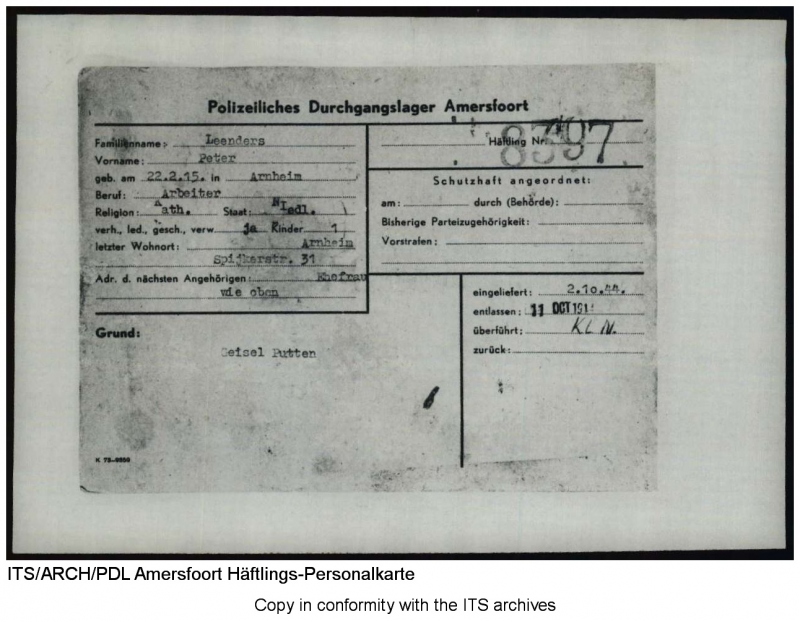 Polizeiliches Durchgangslager Amersfoort
Familienname: Leenders
Vorname: Peter
geb. am 22.2.15. in Arnheim
Beruf: Arbeiter
Religion: Kath. Staat: Niedl.
verh., led., gesch., verw. ja Kinder 1
letzter Wohnort: Arnheim
Spijkerstr. 31
Adr. d. nächsten Angehörigen: Ehefrau
wie oben
Häftling Nr.
Schutzhaft angeordnet:
am: durch (Behörde):
Bisherige Parteizugehörigkeit:
Vorstrafen:
eingeliefert: 2.10.44.
entlassen: 11 OCT
überführt: KL N.
zurück:
Grund:
Geisel Putten
ITS/ARCH/PDL Amersfoort Häftlings-Personalkarte
Copy in conformity with the ITS archives